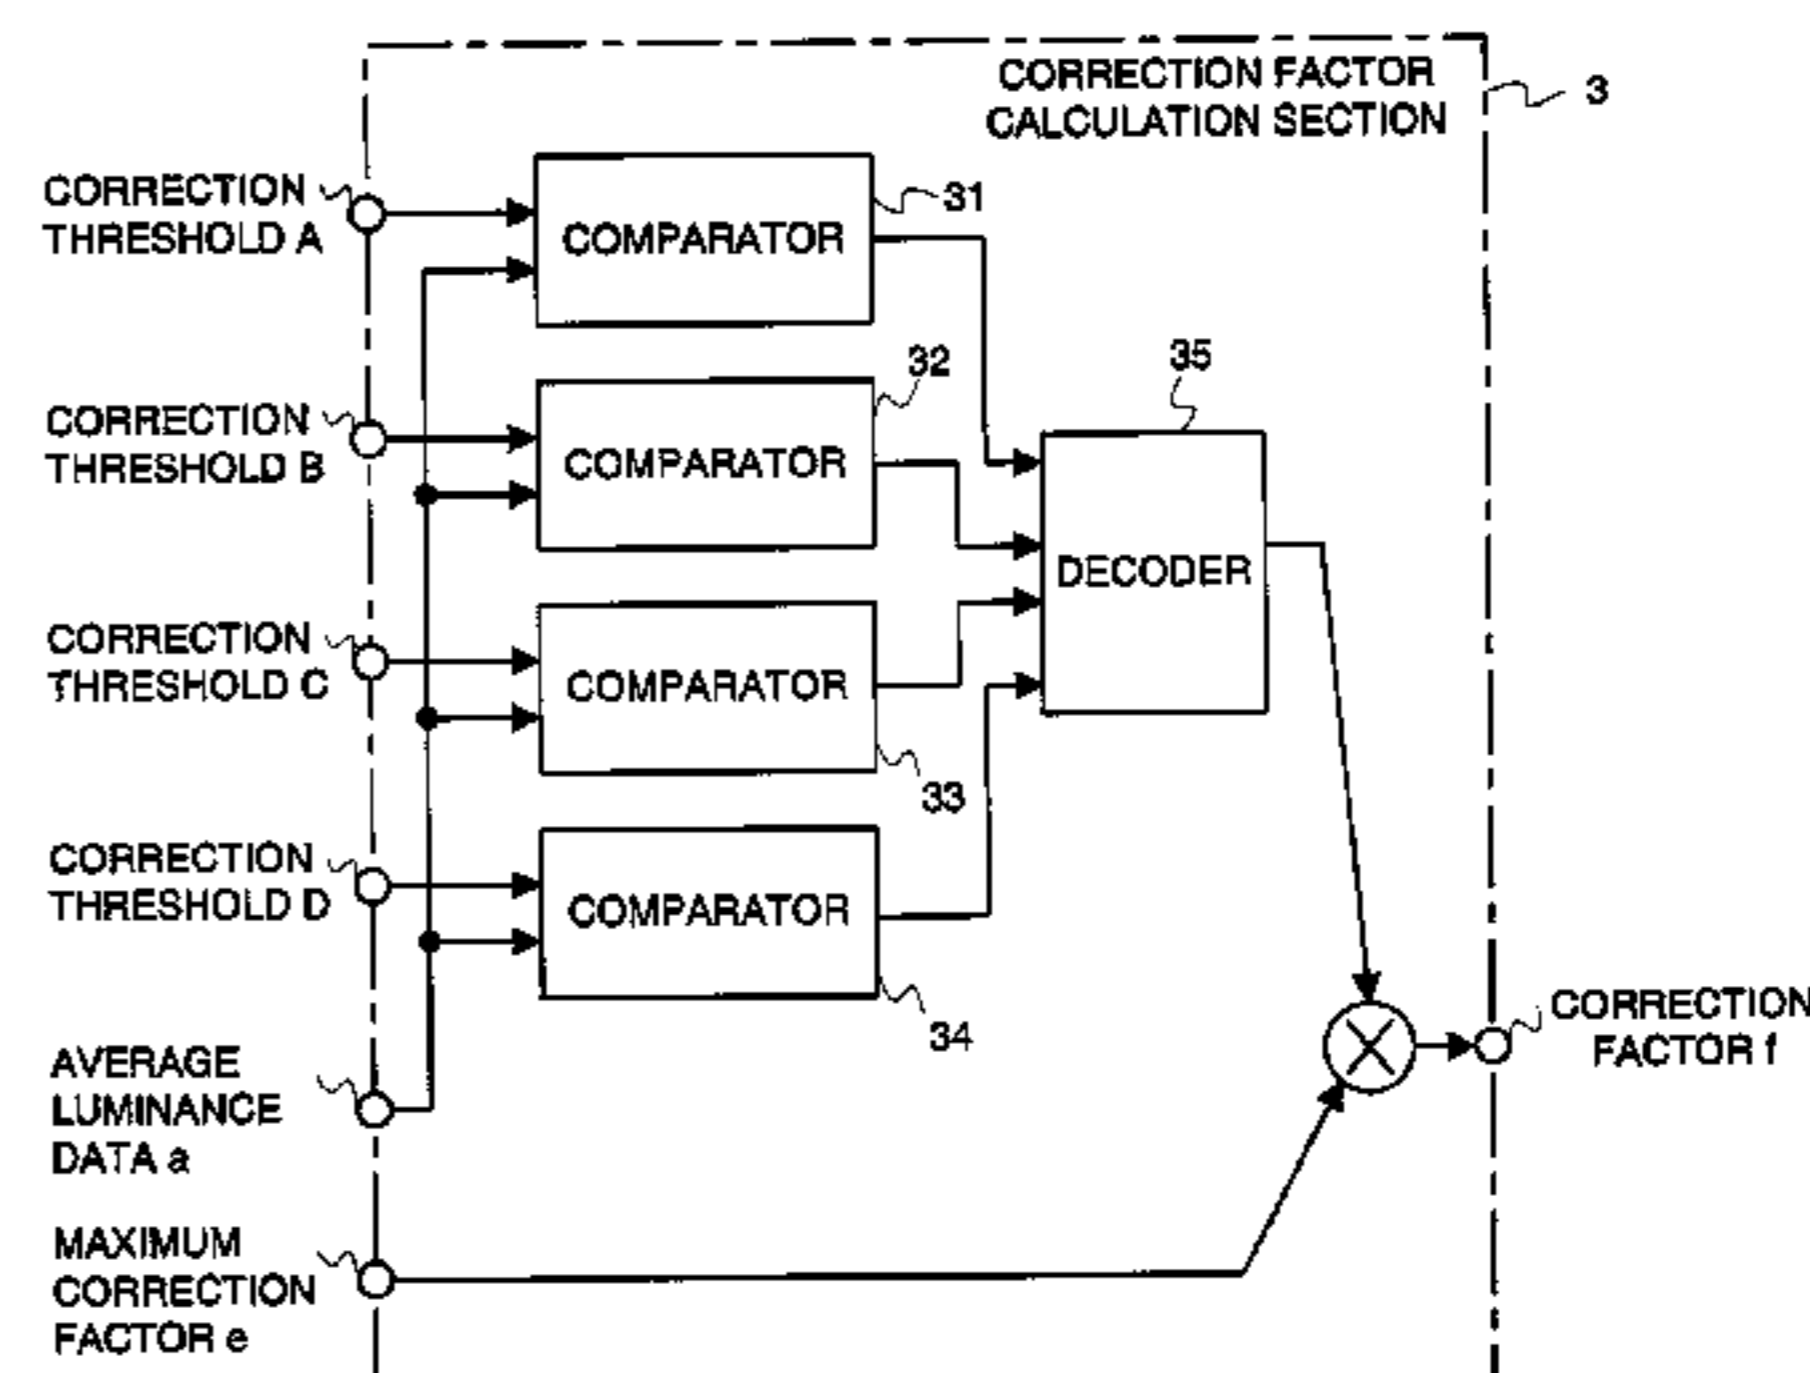 CORRECTION FACTOR
CALCULATION SECTION
3
CORRECTION
THRESHOLD A
COMPARATOR
31
CORRECTION
THRESHOLD B
COMPARATOR
32
35
DECODER
CORRECTION
THRESHOLD C
COMPARATOR
33
CORRECTION
THRESHOLD D
COMPARATOR
34
AVERAGE
LUMINANCE
DATA a
CORRECTION
FACTOR f
MAXIMUM
CORRECTION
FACTOR e